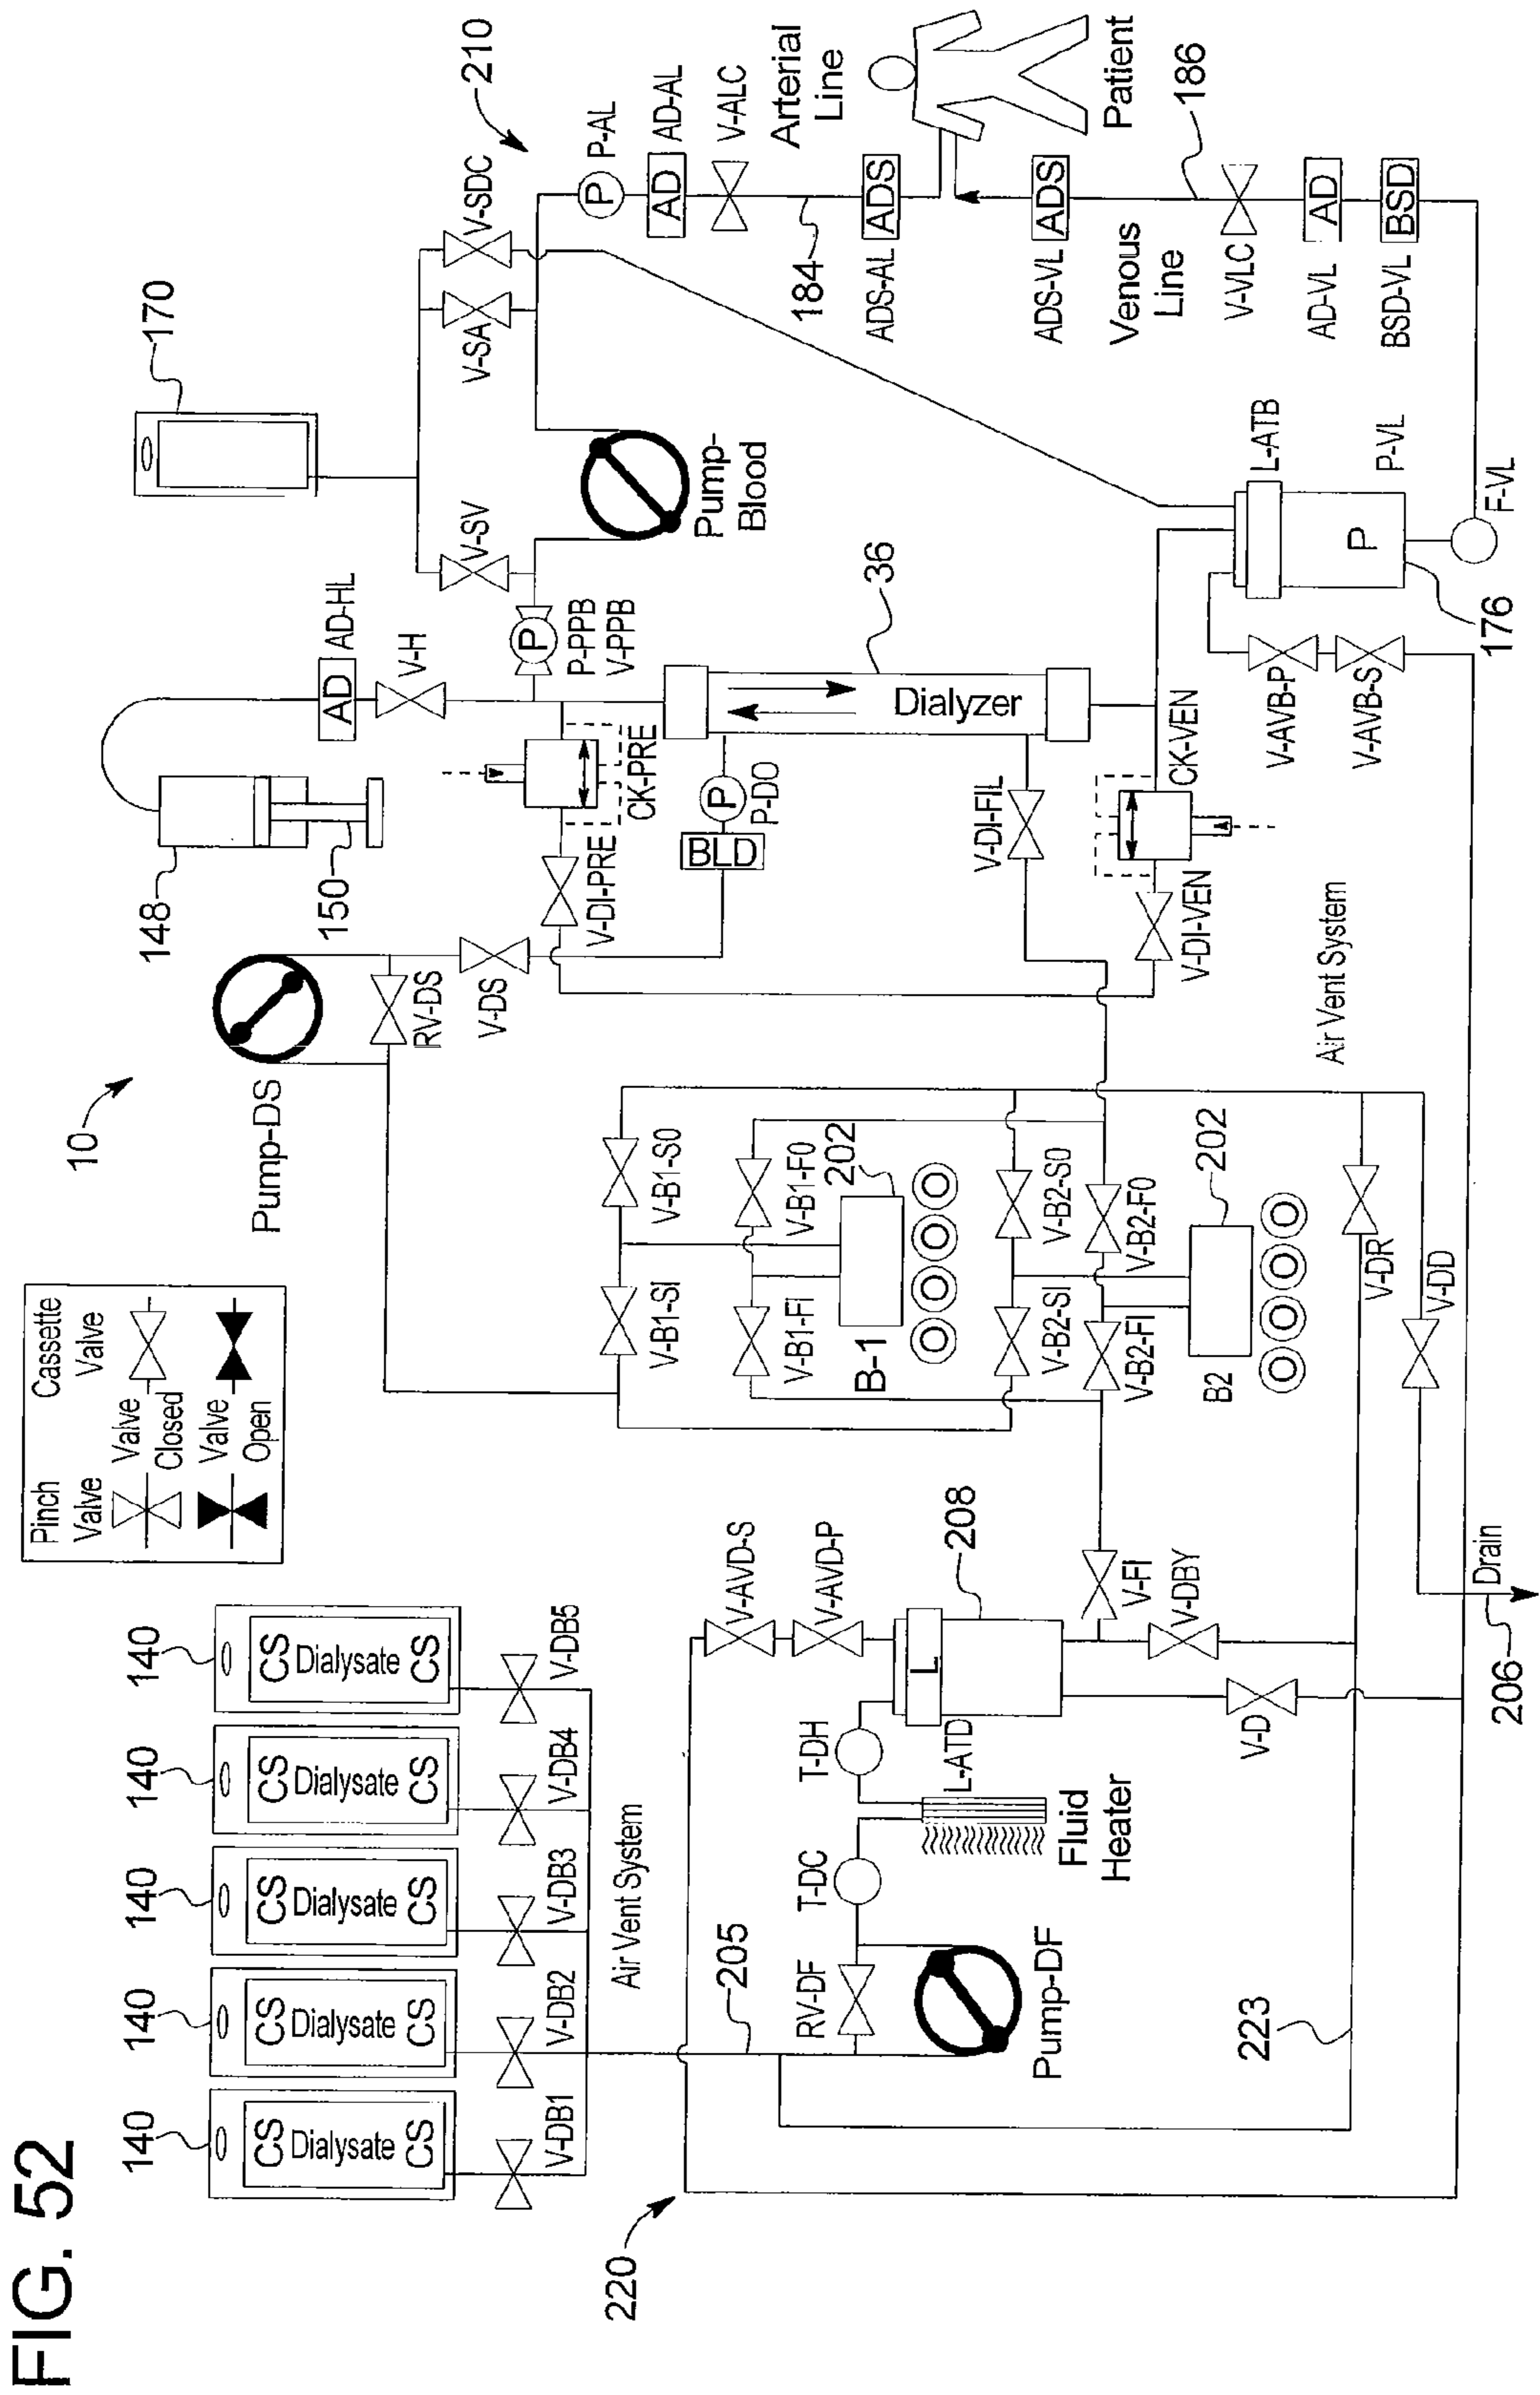 FIG. 52
Pinch
Valve
Cassette
Valve
Valve
Closed
Valve
Open
10
140
140
140
140
140
CS
Dialysate
CS
CS
Dialysate
CS
CS
Dialysate
CS
CS
Dialysate
CS
CS
Dialysate
CS
V-DB1
V-DB2
V-DB3
V-DB4
V-DB5
Air Vent System
220
205
RV-DF
Pump-DF
T-DC
T-DH
Fluid
Heater
L-ATD
L
V-AVD-S
V-AVD-P
208
V-FI
V-DBY
V-D
223
206
Drain
Pump-DS
RV-DS
V-DS
148
150
AD
AD-HL
V-H
170
V-SV
V-SA
V-SDC
210
P
P-AL
AD
AD-AL
V-ALC
Arterial
Line
184
ADS
ADS-AL
Patient
ADS
ADS-VL
Venous
Line
186
V-VLC
AD
AD-VL
BSD
BSD-VL
Pump-
Blood
P
P-PPB
V-PPB
CK-PRE
V-DI-PRE
BLD
P
P-DO
36
Dialyzer
V-DI-FIL
CK-VEN
V-DI-VEN
Air Vent System
L-ATB
P
P-VL
F-VL
176
V-AVB-P
V-AVB-S
V-B1-SI
V-B1-S0
V-B1-FI
V-B1-F0
202
B-1
V-B2-SI
V-B2-S0
V-B2-FI
V-B2-F0
202
B2
V-DR
V-DD